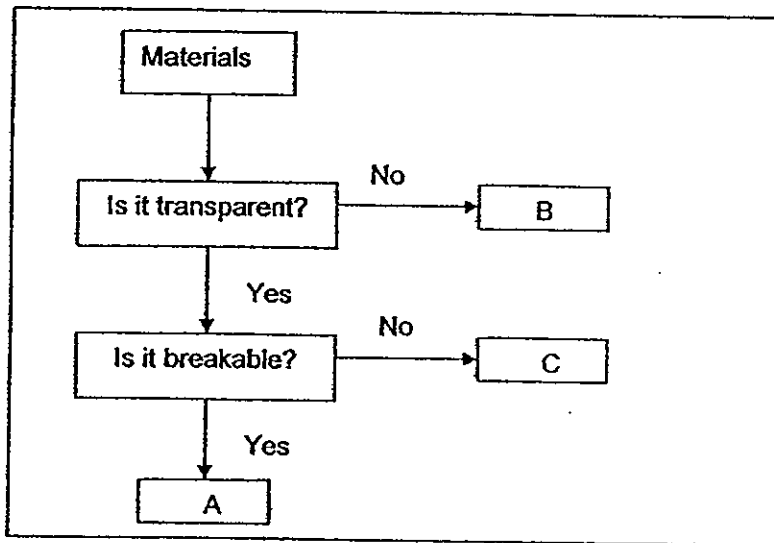 Materials
No
Is it transparent?
B
Yes
No
Is it breakable?
C
Yes
A